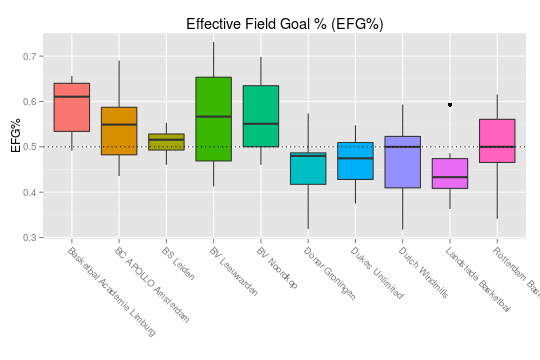 Effective Field Goal % (EFG%)
EFG%
0.7
0.6
0.5
0.4
0.3
Basketbal Academie Limburg
BC APOLLO Amsterdam
BS Leiden
BV Leeuwarden
BV Noordkop
Donar Groningen
Dukes Unlimited
Dutch Windmills
Landstede Basketbal
Rotterdam Bas